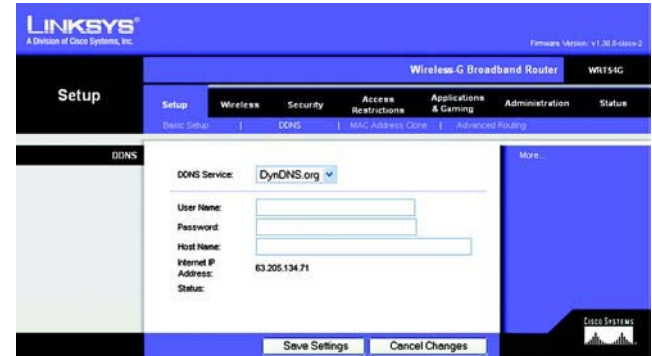 LINKSYS®
A Division of Cisco Systems, Inc.
Firmware Version: v1.30.8-cisco-2
Wireless-G Broadband Router WRT54G
Setup
Setup Wireless Security Access Restrictions Applications & Gaming Administration Status
Basic Setup | DDNS | MAC Address Clone | Advanced Routing
DDNS
More...
DDNS Service: DynDNS.org
User Name:
Password:
Host Name:
Internet IP Address: 63.205.134.71
Status:
CISCO SYSTEMS
Save Settings Cancel Changes